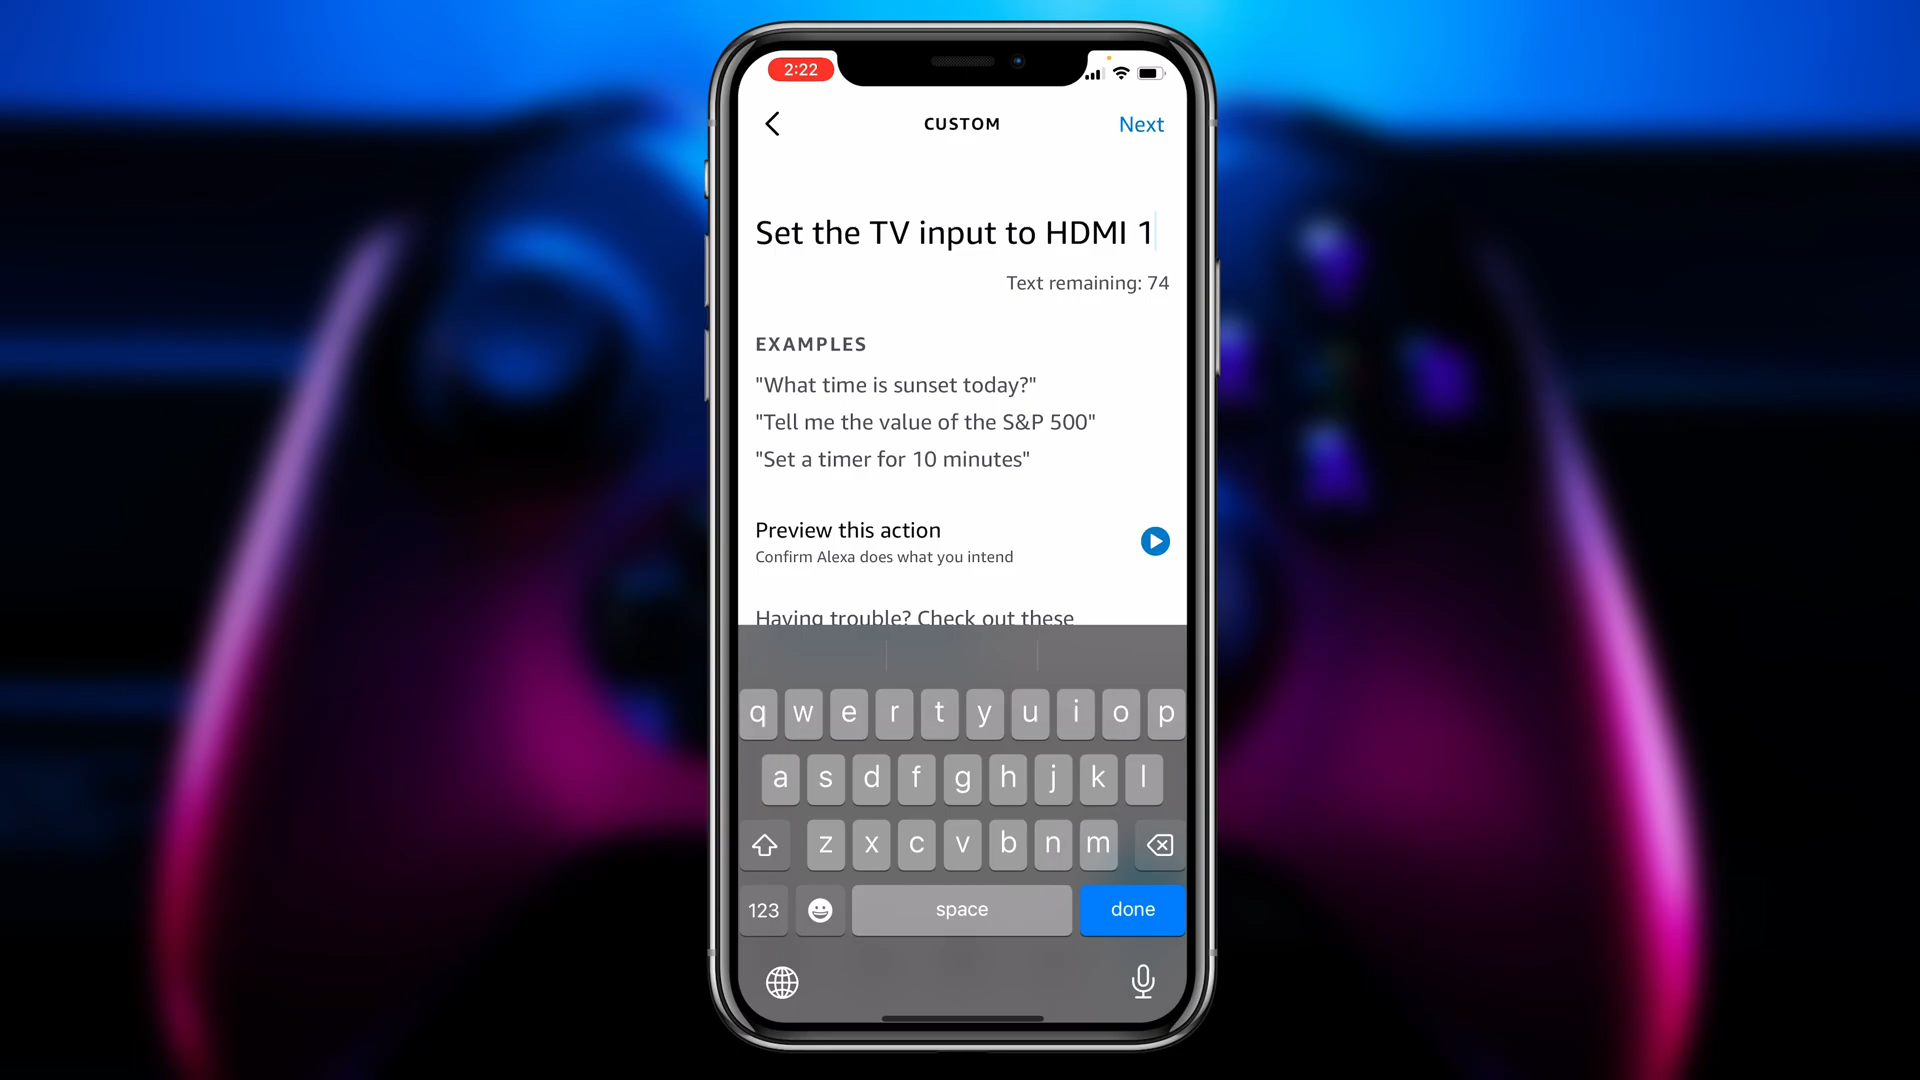 2:22
CUSTOM
Next
Set the TV input to HDMI 1
Text remaining: 74
EXAMPLES
"What time is sunset today?"
"Tell me the value of the S&P 500"
"Set a timer for 10 minutes"
Preview this action
Confirm Alexa does what you intend
Having trouble? Check out these
q w e r t y u i o p
a s d f g h j k l
z x c v b n m
123 space done